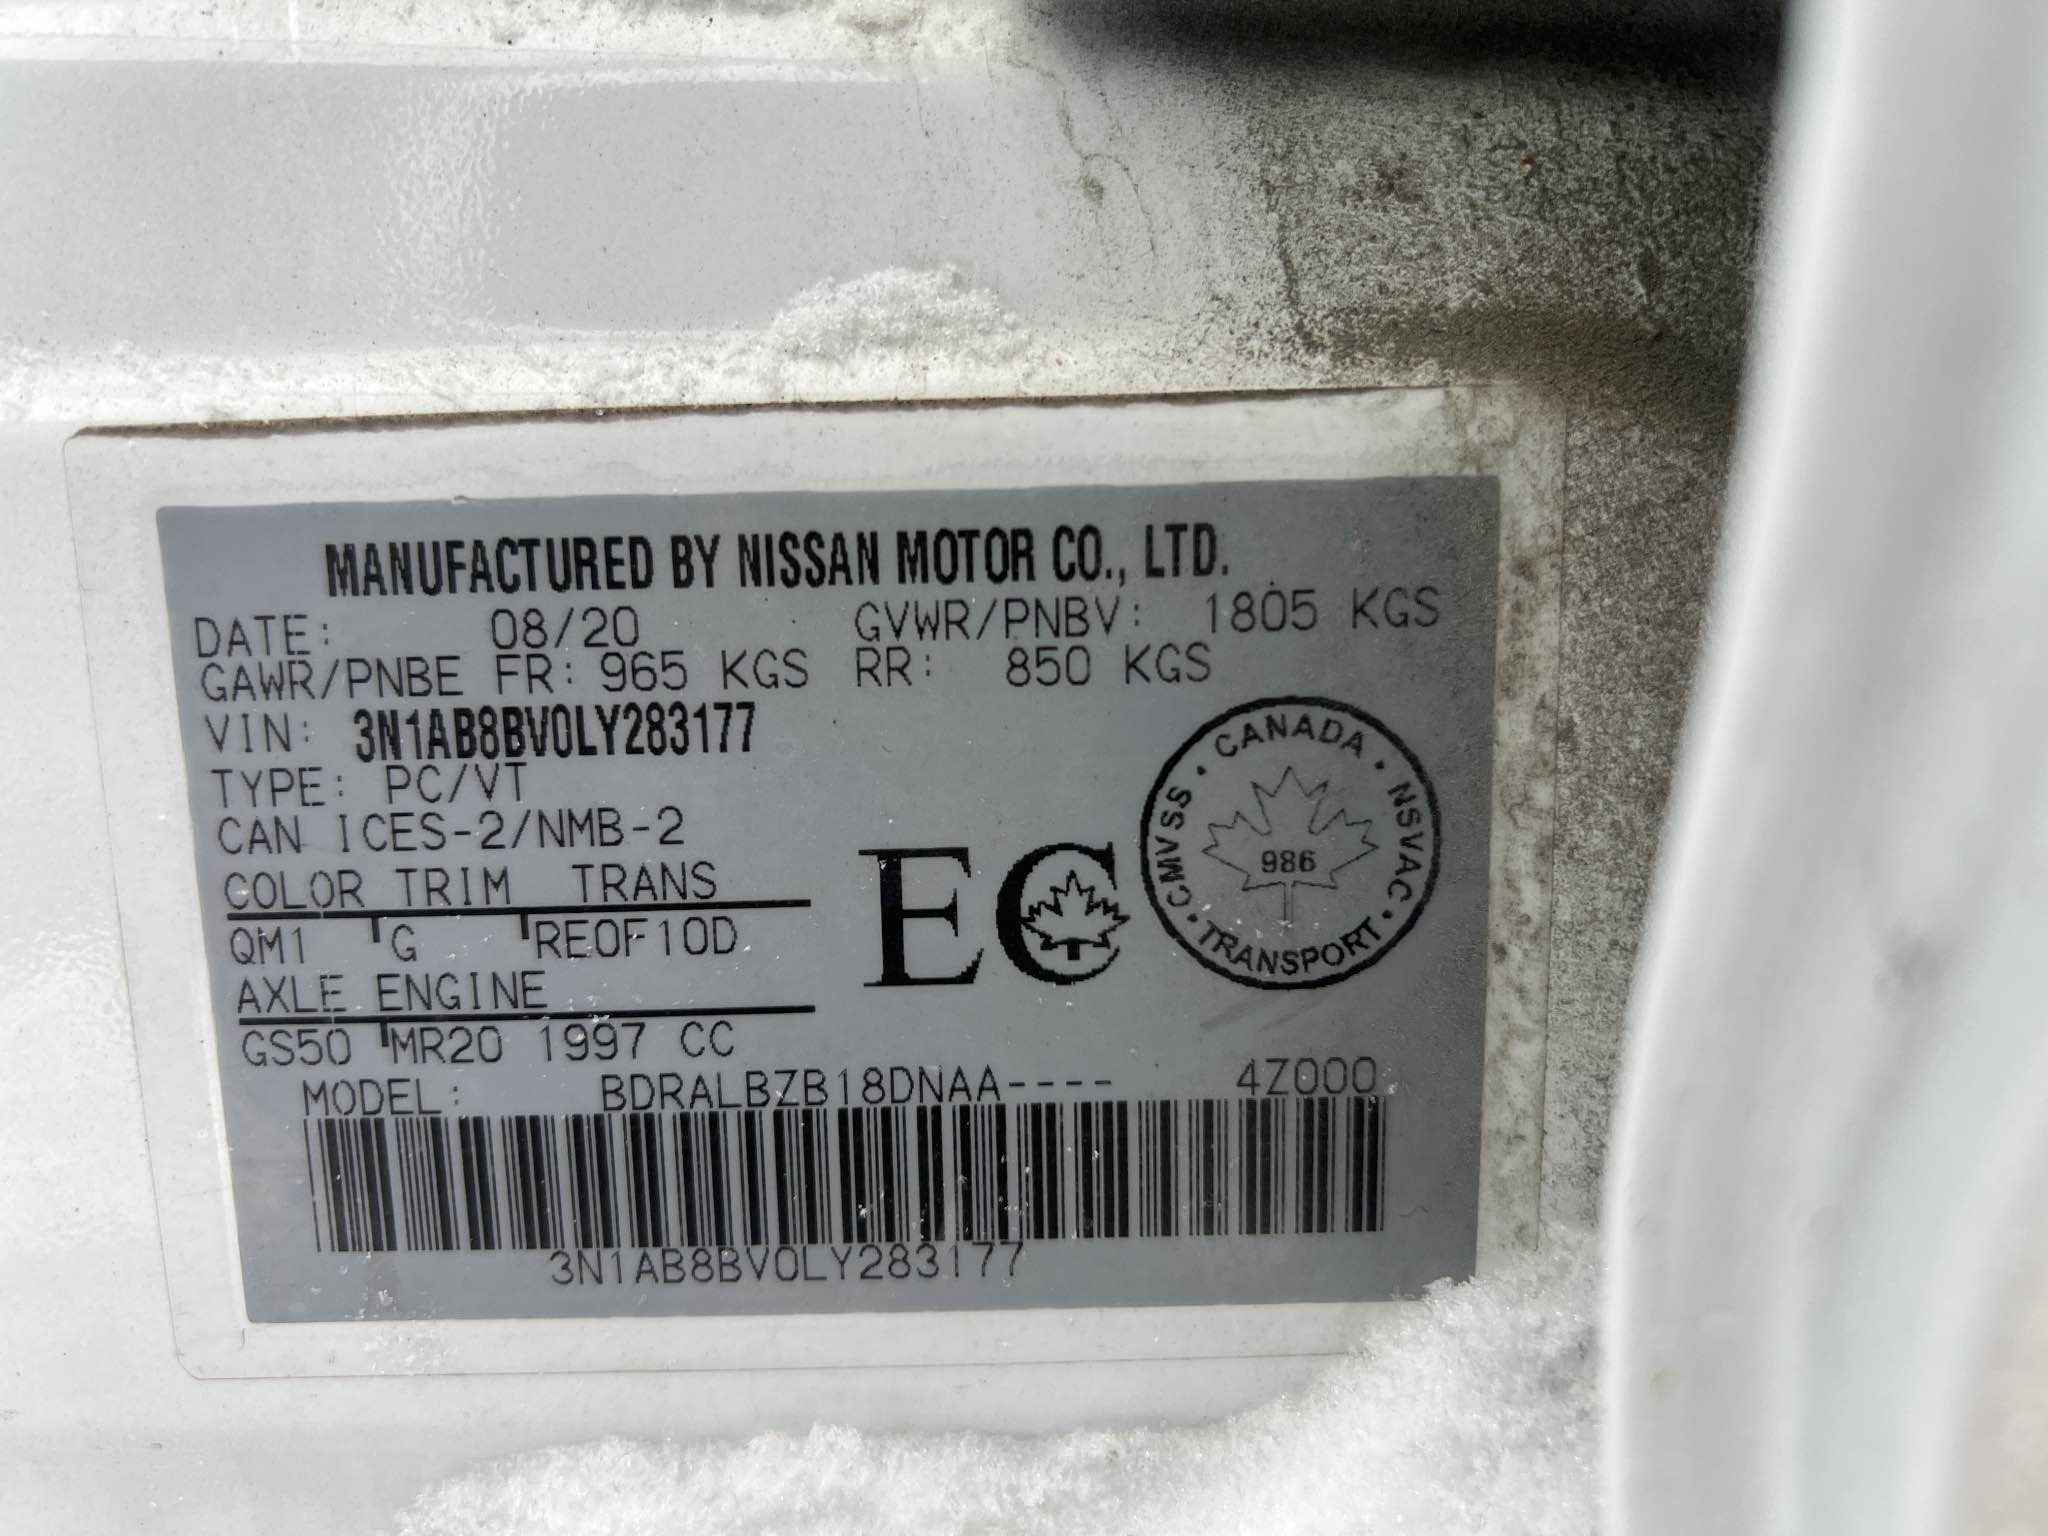 MANUFACTURED BY NISSAN MOTOR CO., LTD.
DATE: 08/20 GVWR/PNBV: 1805 KGS
GAWR/PNBE FR: 965 KGS RR: 850 KGS
VIN: 3N1AB8BV0LY283177
TYPE: PC/VT
CAN ICES-2/NMB-2
COLOR TRIM TRANS
QM1 G RE0F10D
AXLE ENGINE
GS50 MR20 1997 CC
EC
CANADA · NSVAC · TRANSPORT · CMVSS ·
986
MODEL: BDRALBZB18DNAA---- 4Z000
3N1AB8BV0LY283177